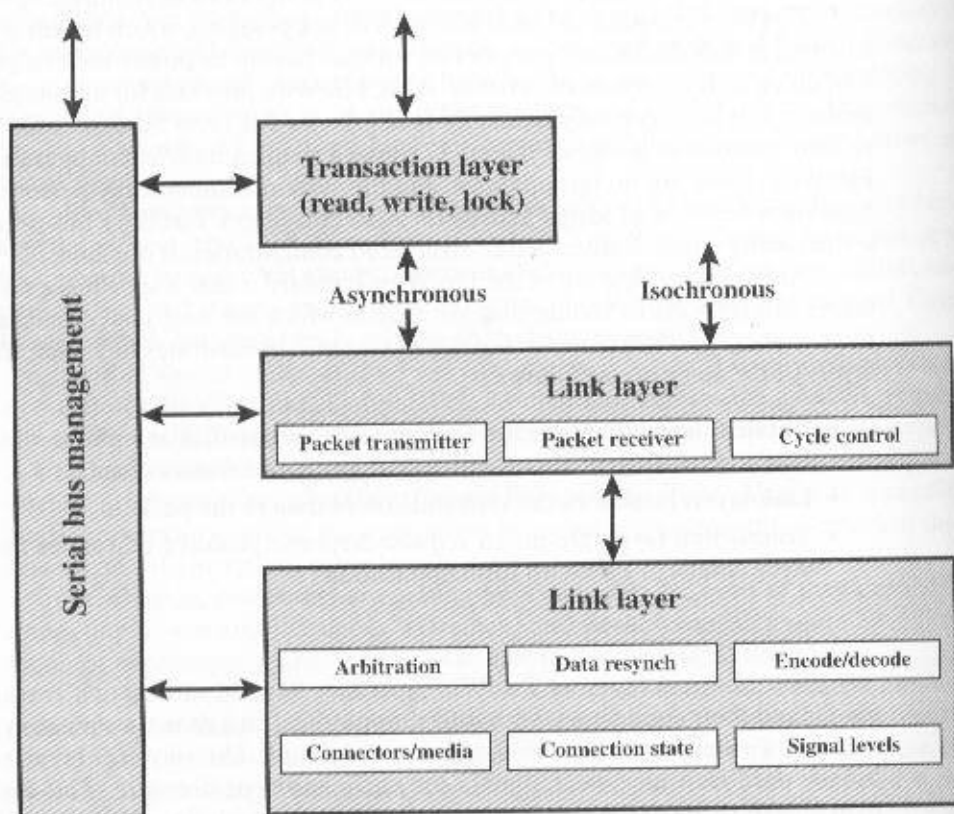 Serial bus management
Transaction layer
(read, write, lock)
Asynchronous
Isochronous
Link layer
Packet transmitter
Packet receiver
Cycle control
Link layer
Arbitration
Data resynch
Encode/decode
Connectors/media
Connection state
Signal levels